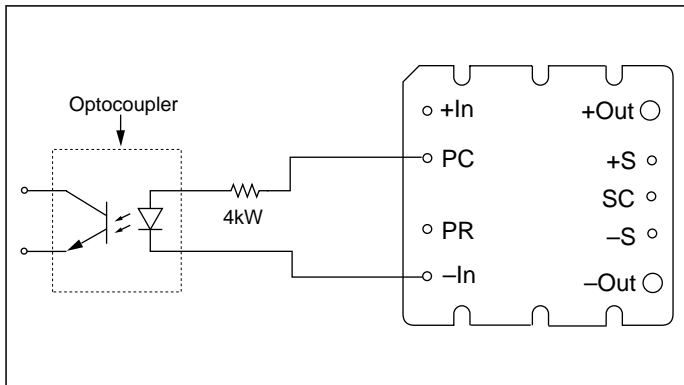 Optocoupler
4kW
+In
PC
PR
–In
+Out
+S
SC
–S
–Out